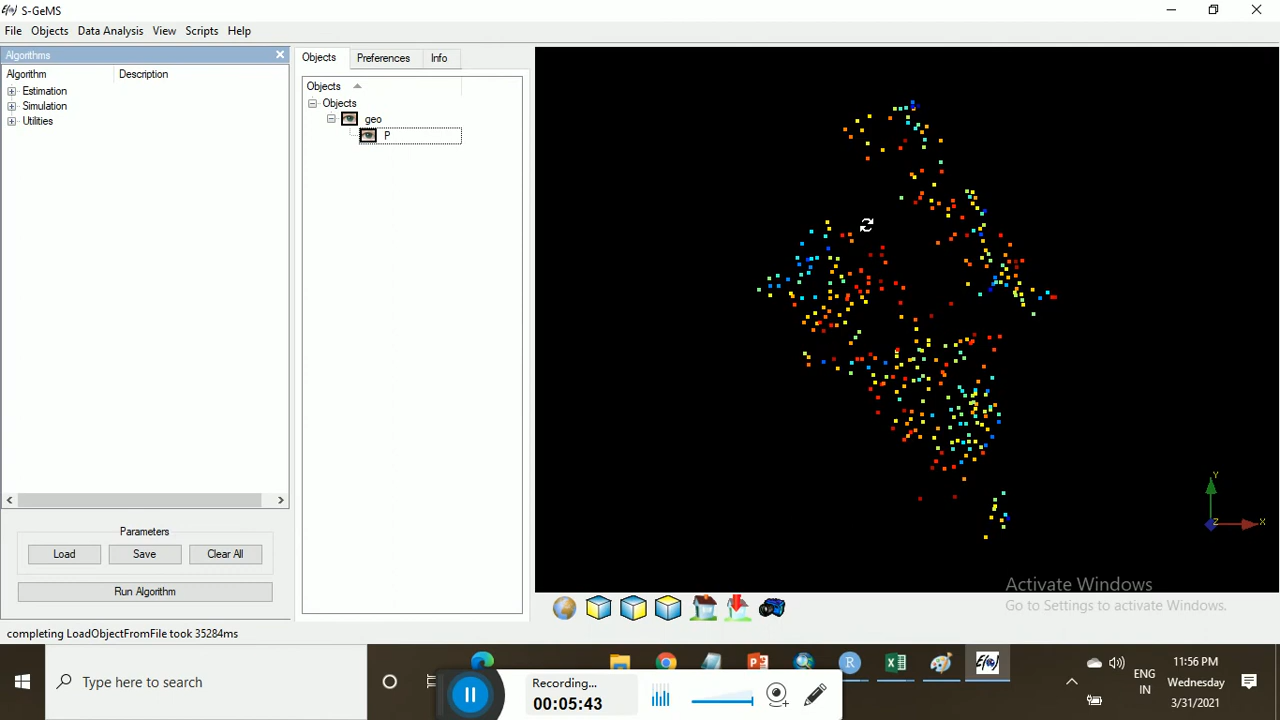 S-GeMS
File Objects Data Analysis View Scripts Help
Algorithms
Algorithm Description
Estimation
Simulation
Utilities
Parameters
Load Save Clear All
Run Algorithm
Objects Preferences Info
Objects
Objects
geo
P
Y
Z X
Activate Windows
Go to Settings to activate Windows.
completing LoadObjectFromFile took 35284ms
Type here to search
Recording...
00:05:43
ENG
IN
11:56 PM
Wednesday
3/31/2021